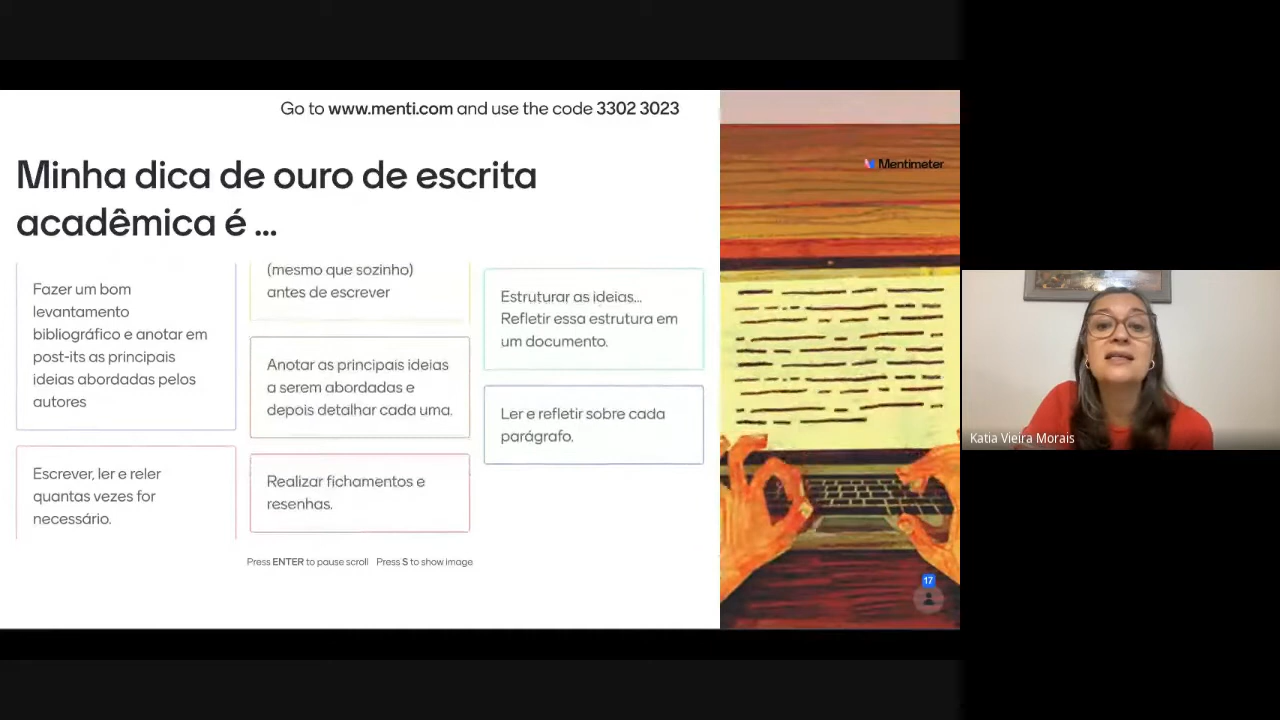 Go to www.menti.com and use the code 3302 3023
Mentimeter
Minha dica de ouro de escrita
acadêmica é ...
Fazer um bom
levantamento
bibliográfico e anotar em
post-its as principais
ideias abordadas pelos
autores
Escrever, ler e reler
quantas vezes for
necessário.
(mesmo que sozinho)
antes de escrever
Anotar as principais ideias
a serem abordadas e
depois detalhar cada uma.
Realizar fichamentos e
resenhas.
Estruturar as ideias...
Refletir essa estrutura em
um documento.
Ler e refletir sobre cada
parágrafo.
Press ENTER to pause scroll Press S to show image
17
Katia Vieira Morais